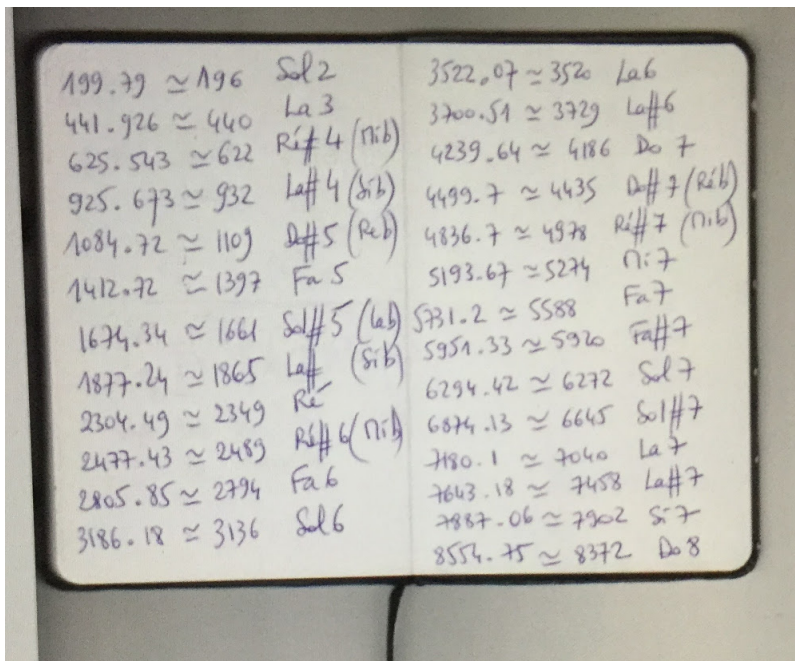 199.79 ≃ 196 Sol 2
441.926 ≃ 440 La 3
625.543 ≃ 622 Ré# 4 (Mib)
925.673 ≃ 932 La# 4 (Sib)
1084.72 ≃ 1109 Do# 5 (Reb)
1412.72 ≃ 1397 Fa 5
1674.34 ≃ 1661 Sol# 5 (Lab)
1877.24 ≃ 1865 La# (Sib)
2304.49 ≃ 2349 Ré
2477.43 ≃ 2489 Ré# 6 (Mib)
2805.85 ≃ 2794 Fa 6
3186.18 ≃ 3136 Sol 6
3522.07 ≃ 3520 La 6
3700.51 ≃ 3729 La# 6
4239.64 ≃ 4186 Do 7
4499.7 ≃ 4435 Do# 7 (Réb)
4836.7 ≃ 4978 Ré# 7 (Mib)
5193.67 ≃ 5274 Mi 7
5731.2 ≃ 5588 Fa 7
5951.33 ≃ 5920 Fa# 7
6294.42 ≃ 6272 Sol 7
6874.13 ≃ 6645 Sol# 7
7180.1 ≃ 7040 La 7
7643.18 ≃ 7458 La# 7
7887.06 ≃ 7902 Si 7
8554.75 ≃ 8372 Do 8